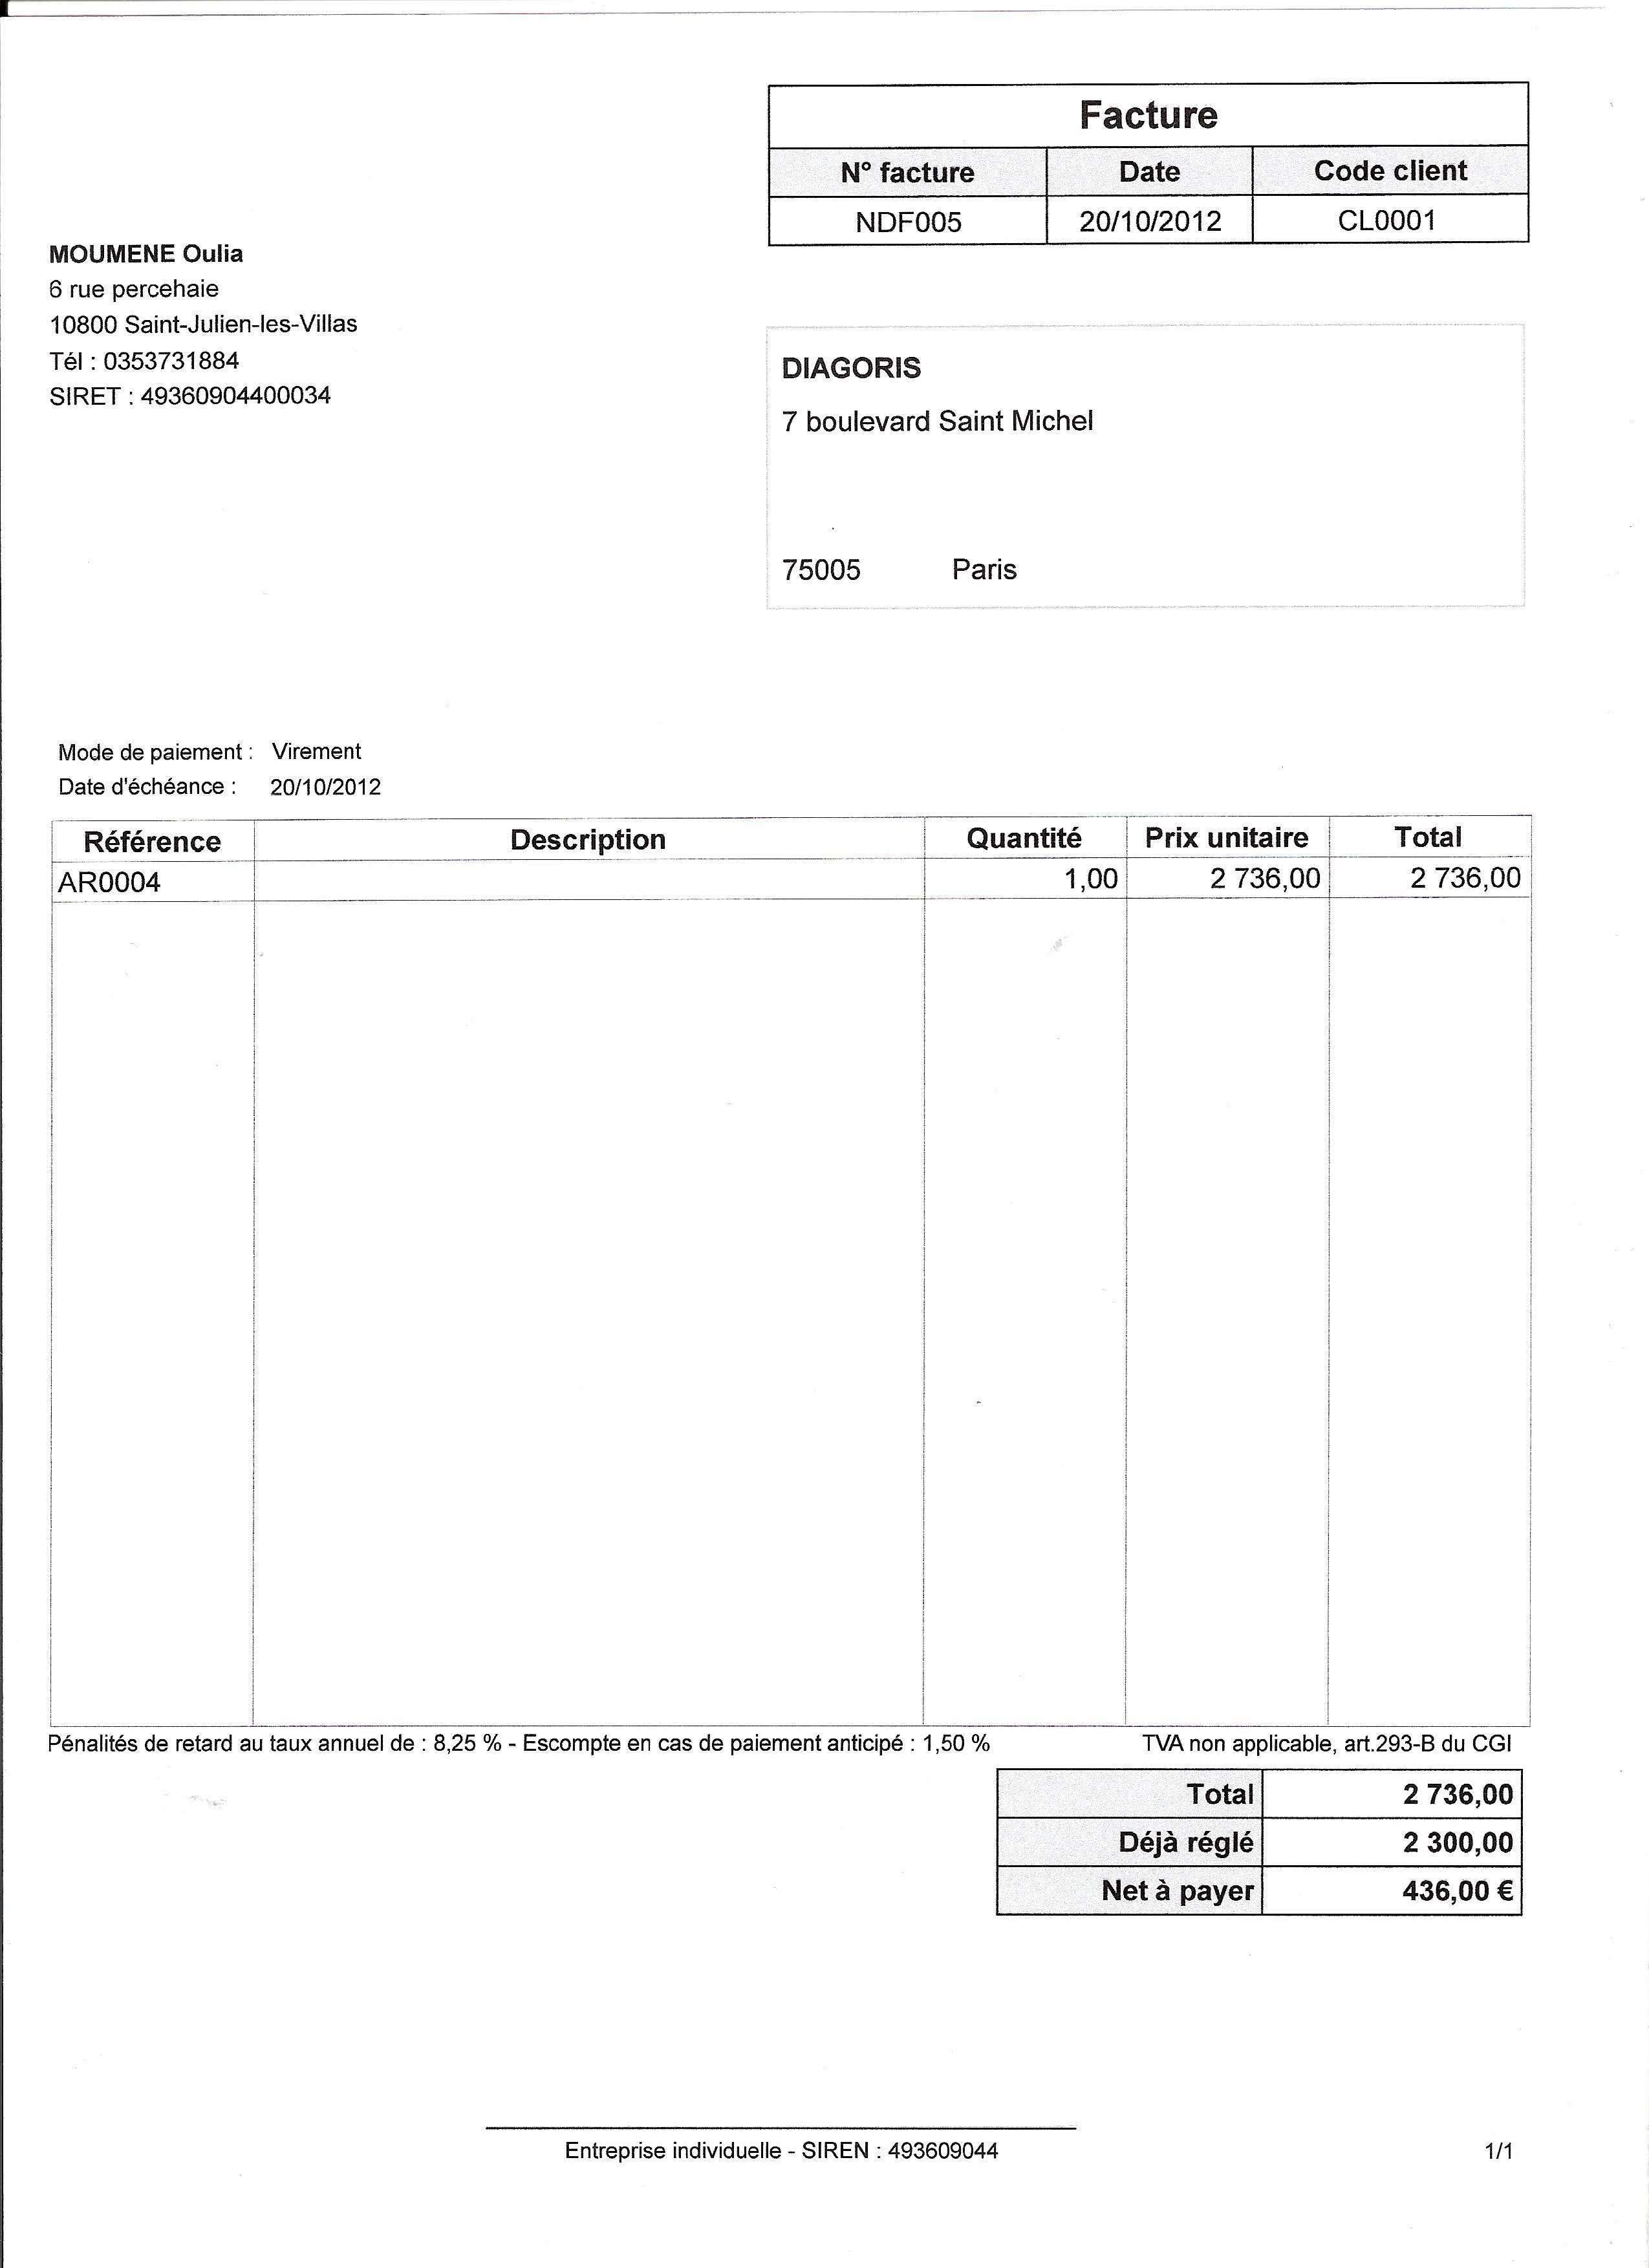 Facture
N° facture Date Code client
NDF005 20/10/2012 CL0001
MOUMENE Oulia
6 rue percehaie
10800 Saint-Julien-les-Villas
Tél : 0353731884
SIRET : 49360904400034
DIAGORIS
7 boulevard Saint Michel
75005 Paris
Mode de paiement : Virement
Date d'échéance : 20/10/2012
Référence Description Quantité Prix unitaire Total
AR0004 1,00 2 736,00 2 736,00
Pénalités de retard au taux annuel de : 8,25 % - Escompte en cas de paiement anticipé : 1,50 % TVA non applicable, art.293-B du CGI
Total 2 736,00
Déjà réglé 2 300,00
Net à payer 436,00 €
Entreprise individuelle - SIREN : 493609044 1/1